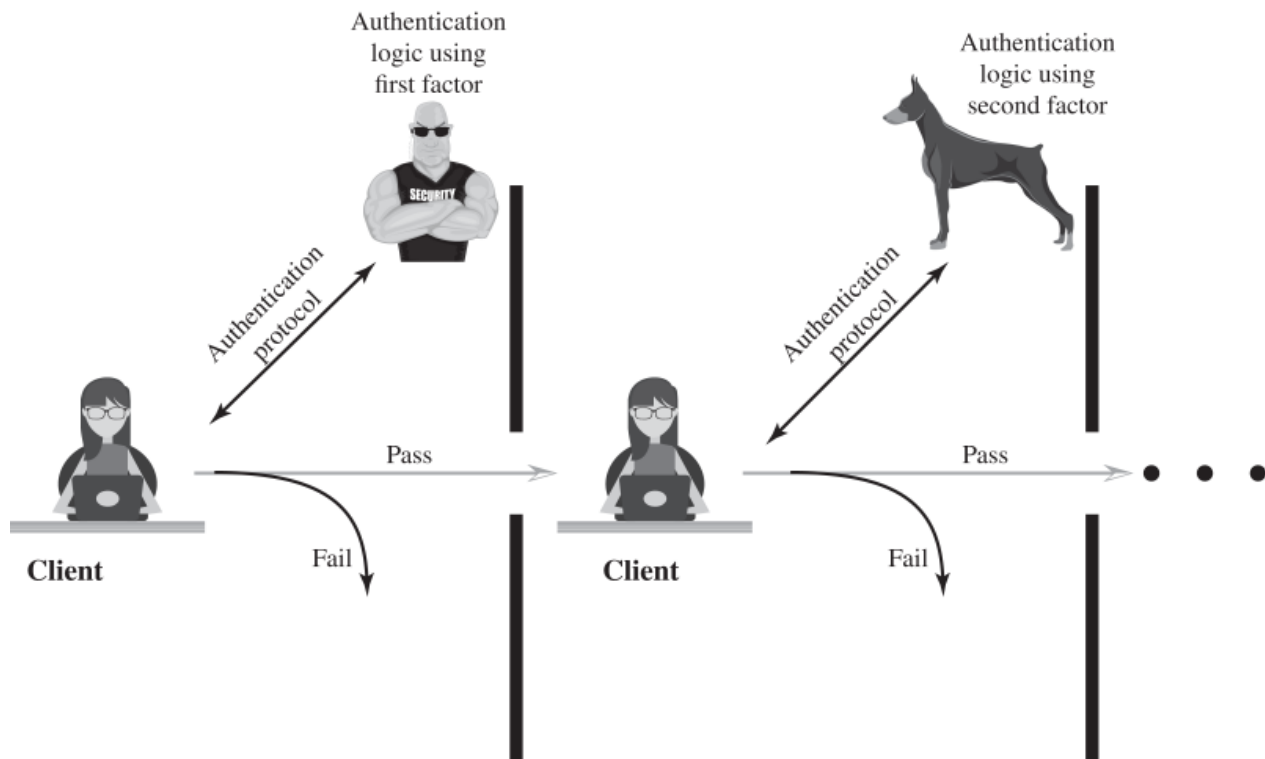 Authentication
logic using
first factor
Authentication
logic using
second factor
SECURITY
Authentication
protocol
Authentication
protocol
Pass
Pass
Fail
Fail
Client
Client